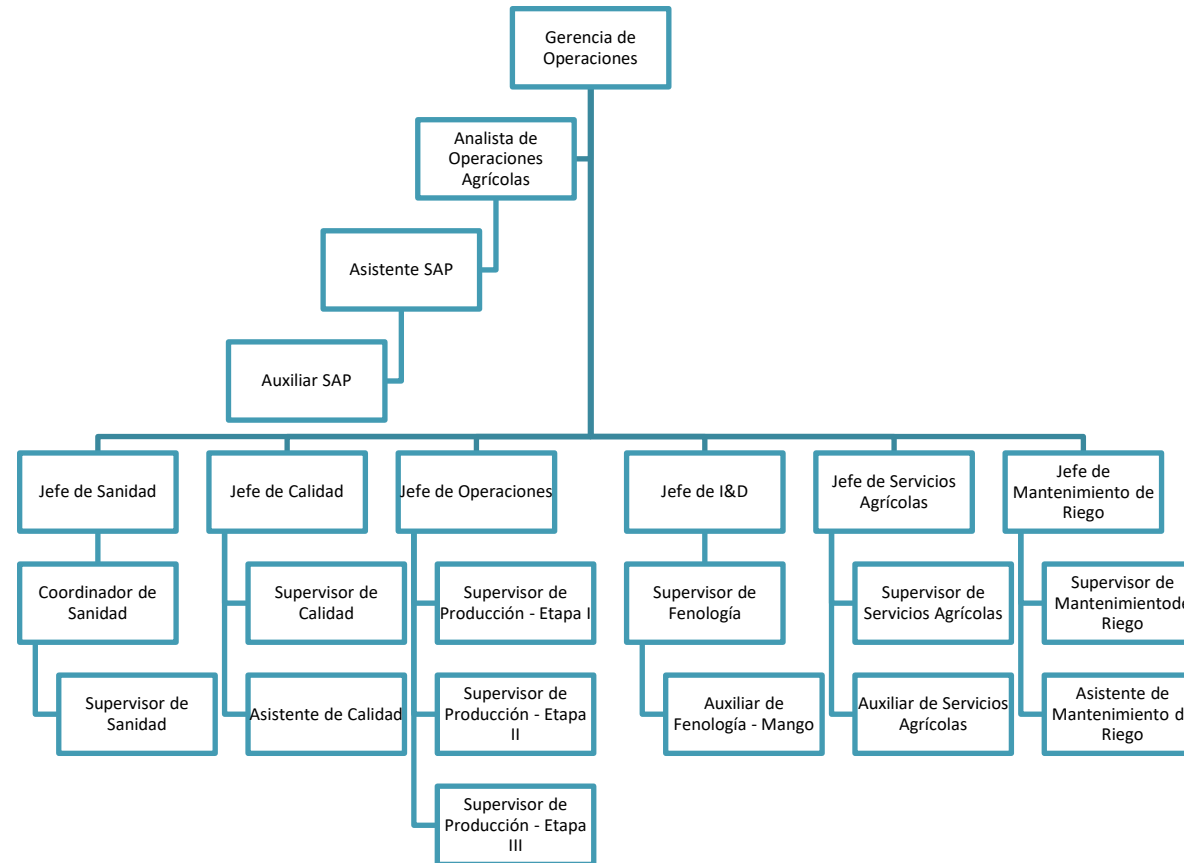 Gerencia de
Operaciones
Analista de
Operaciones
Agrícolas
Asistente SAP
Auxiliar SAP
Jefe de Sanidad
Jefe de Calidad
Jefe de Operaciones
Jefe de I&D
Jefe de Servicios
Agrícolas
Jefe de
Mantenimiento de
Riego
Coordinador de
Sanidad
Supervisor de
Calidad
Supervisor de
Producción - Etapa I
Supervisor de
Fenología
Supervisor de
Servicios Agrícolas
Supervisor de
Mantenimientode
Riego
Supervisor de
Sanidad
Asistente de Calidad
Supervisor de
Producción - Etapa
II
Auxiliar de
Fenología - Mango
Auxiliar de Servicios
Agrícolas
Asistente de
Mantenimiento d
Riego
Supervisor de
Producción - Etapa
III